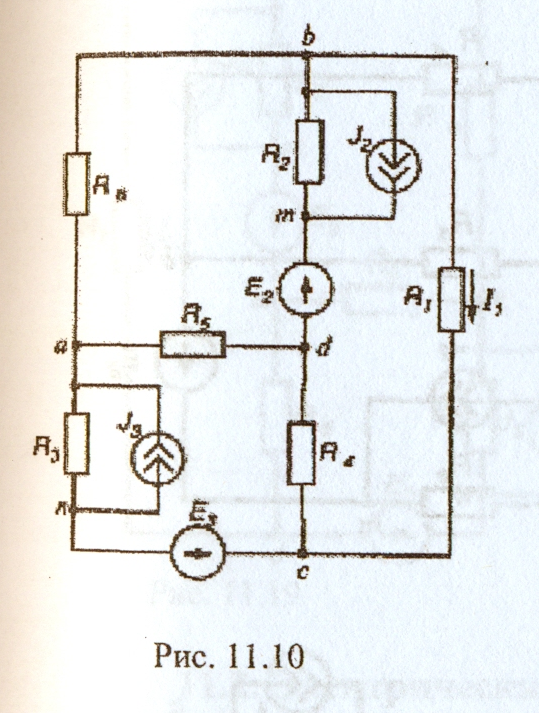 b
R₂
J₂
R₆
m
E₂
R₁
I₁
R₅
a
d
R₃
J₃
R₄
n
E₃
c
Рис. 11.10